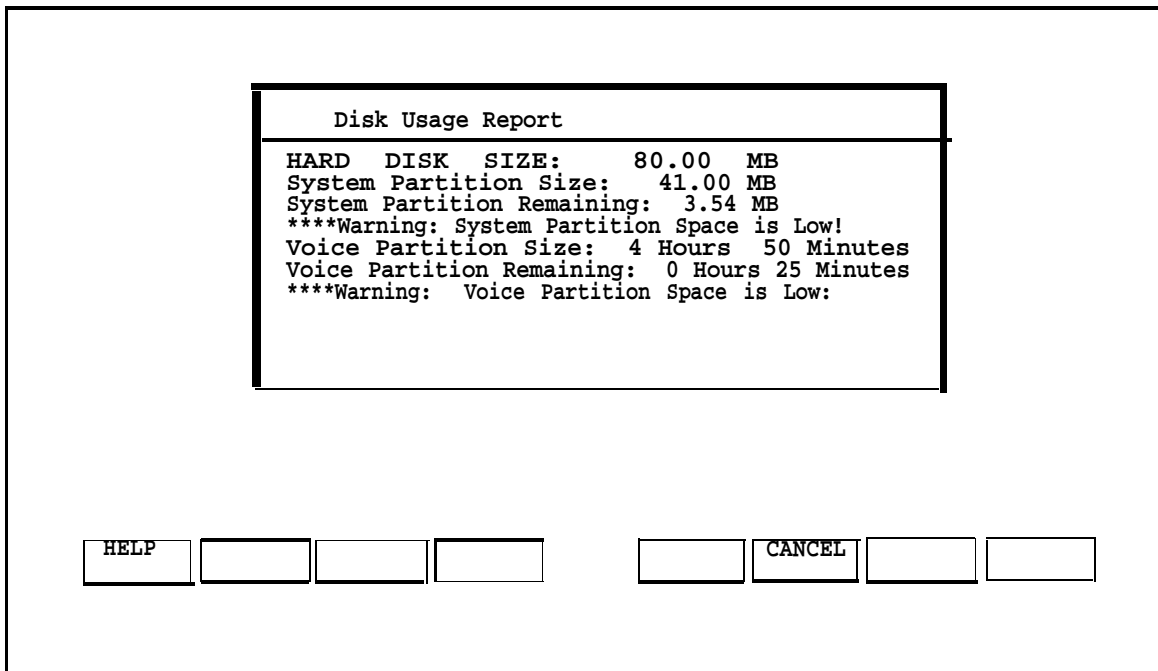 Disk Usage Report
HARD DISK SIZE: 80.00 MB
System Partition Size: 41.00 MB
System Partition Remaining: 3.54 MB
****Warning: System Partition Space is Low!
Voice Partition Size: 4 Hours 50 Minutes
Voice Partition Remaining: 0 Hours 25 Minutes
****Warning: Voice Partition Space is Low:
HELP
CANCEL